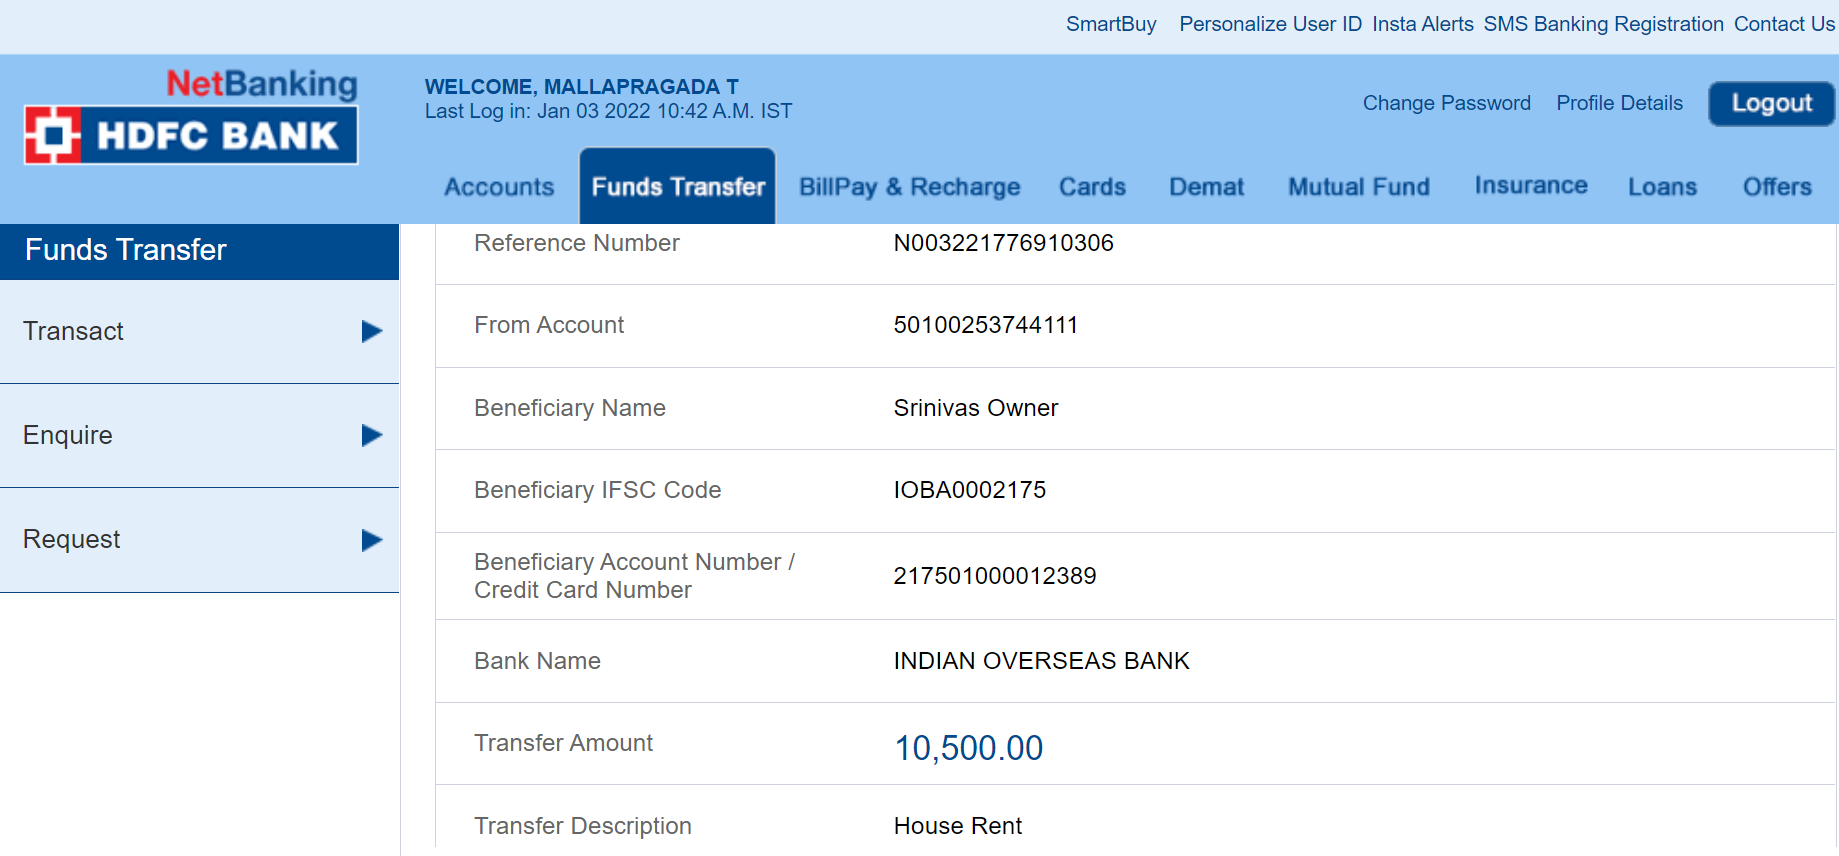 SmartBuy Personalize User ID Insta Alerts SMS Banking Registration Contact Us
NetBanking
HDFC BANK
WELCOME, MALLAPRAGADA T
Last Log in: Jan 03 2022 10:42 A.M. IST
Change Password Profile Details Logout
Accounts Funds Transfer BillPay & Recharge Cards Demat Mutual Fund Insurance Loans Offers
Funds Transfer
Transact
Enquire
Request
Reference Number N003221776910306
From Account 50100253744111
Beneficiary Name Srinivas Owner
Beneficiary IFSC Code IOBA0002175
Beneficiary Account Number /
Credit Card Number 217501000012389
Bank Name INDIAN OVERSEAS BANK
Transfer Amount 10,500.00
Transfer Description House Rent